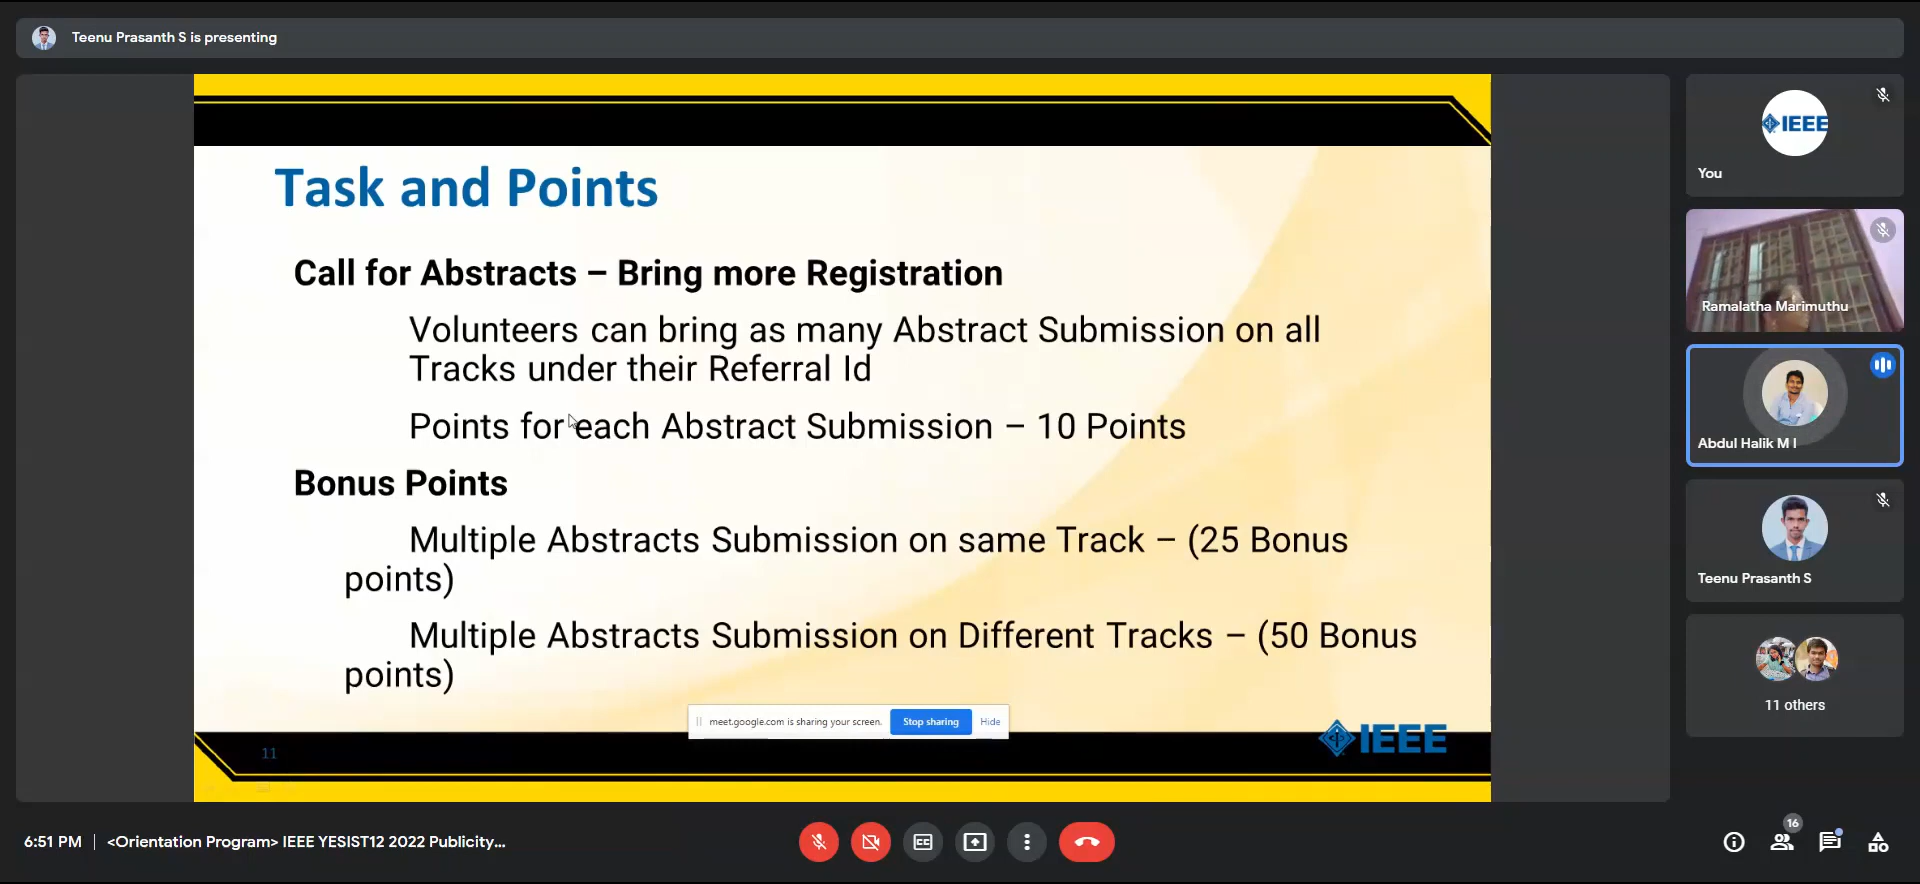 Teenu Prasanth S is presenting
Task and Points
Call for Abstracts – Bring more Registration
Volunteers can bring as many Abstract Submission on all
Tracks under their Referral Id
Points for each Abstract Submission – 10 Points
Bonus Points
Multiple Abstracts Submission on same Track – (25 Bonus
points)
Multiple Abstracts Submission on Different Tracks – (50 Bonus
points)
meet.google.com is sharing your screen. Stop sharing Hide
IEEE
11
IEEE
You
Ramalatha Marimuthu
Abdul Halik M I
Teenu Prasanth S
11 others
6:51 PM | <Orientation Program> IEEE YESIST12 2022 Publicity...
CC
16